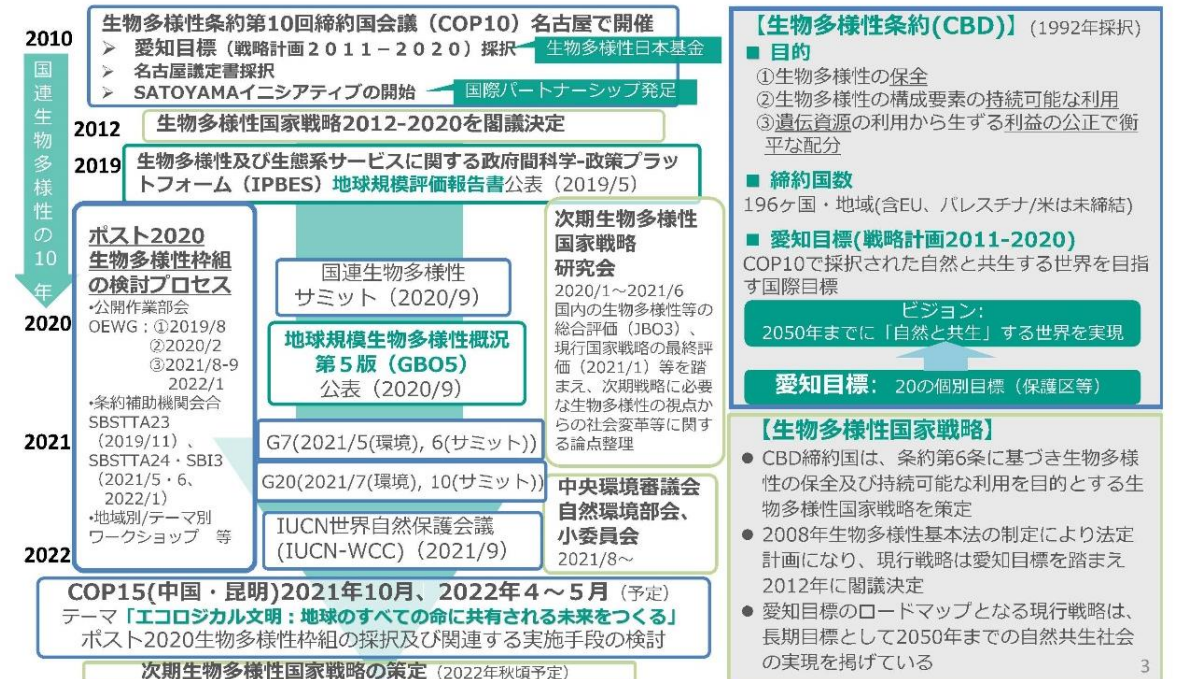 2010
生物多様性条約第10回締約国会議（COP10）名古屋で開催
➢ 愛知目標（戦略計画２０１１－２０２０）採択
生物多様性日本基金
➢ 名古屋議定書採択
➢ SATOYAMAイニシアティブの開始
国際パートナーシップ発足
国連生物多様性の10年
2012
生物多様性国家戦略2012-2020を閣議決定
2019
生物多様性及び生態系サービスに関する政府間科学-政策プラッ
トフォーム（IPBES）地球規模評価報告書公表（2019/5）
ポスト2020
生物多様性枠組
の検討プロセス
•公開作業部会
OEWG：①2019/8
②2020/2
③2021/8-9
2022/1
•条約補助機関会合
SBSTTA23
（2019/11）、
SBSTTA24・SBI3
（2021/5・6、
2022/1）
•地域別/テーマ別
ワークショップ　等
2020
2021
2022
国連生物多様性
サミット（2020/9）
地球規模生物多様性概況
第５版（GBO5）
公表（2020/9）
G7(2021/5(環境), 6(サミット))
G20(2021/7(環境), 10(サミット))
IUCN世界自然保護会議
(IUCN-WCC)（2021/9）
次期生物多様性
国家戦略
研究会
2020/1～2021/6
国内の生物多様性等の
総合評価（JBO3）、
現行国家戦略の最終評
価（2021/1）等を踏
まえ、次期戦略に必要
な生物多様性の視点か
らの社会変革等に関す
る論点整理
中央環境審議会
自然環境部会、
小委員会
2021/8～
COP15(中国・昆明)2021年10月、2022年４～５月（予定）
テーマ「エコロジカル文明：地球のすべての命に共有される未来をつくる」
ポスト2020生物多様性枠組の採択及び関連する実施手段の検討
次期生物多様性国家戦略の策定（2022年秋頃予定）
【生物多様性条約(CBD)】（1992年採択）
■ 目的
①生物多様性の保全
②生物多様性の構成要素の持続可能な利用
③遺伝資源の利用から生ずる利益の公正で衡
平な配分
■ 締約国数
196ヶ国・地域(含EU、パレスチナ/米は未締結)
■ 愛知目標(戦略計画2011-2020)
COP10で採択された自然と共生する世界を目指
す国際目標
ビジョン:
2050年までに「自然と共生」する世界を実現
愛知目標: 20の個別目標（保護区等）
【生物多様性国家戦略】
● CBD締約国は、条約第6条に基づき生物多様
性の保全及び持続可能な利用を目的とする生
物多様性国家戦略を策定
● 2008年生物多様性基本法の制定により法定
計画になり、現行戦略は愛知目標を踏まえ
2012年に閣議決定
● 愛知目標のロードマップとなる現行戦略は、
長期目標として2050年までの自然共生社会
の実現を掲げている
3